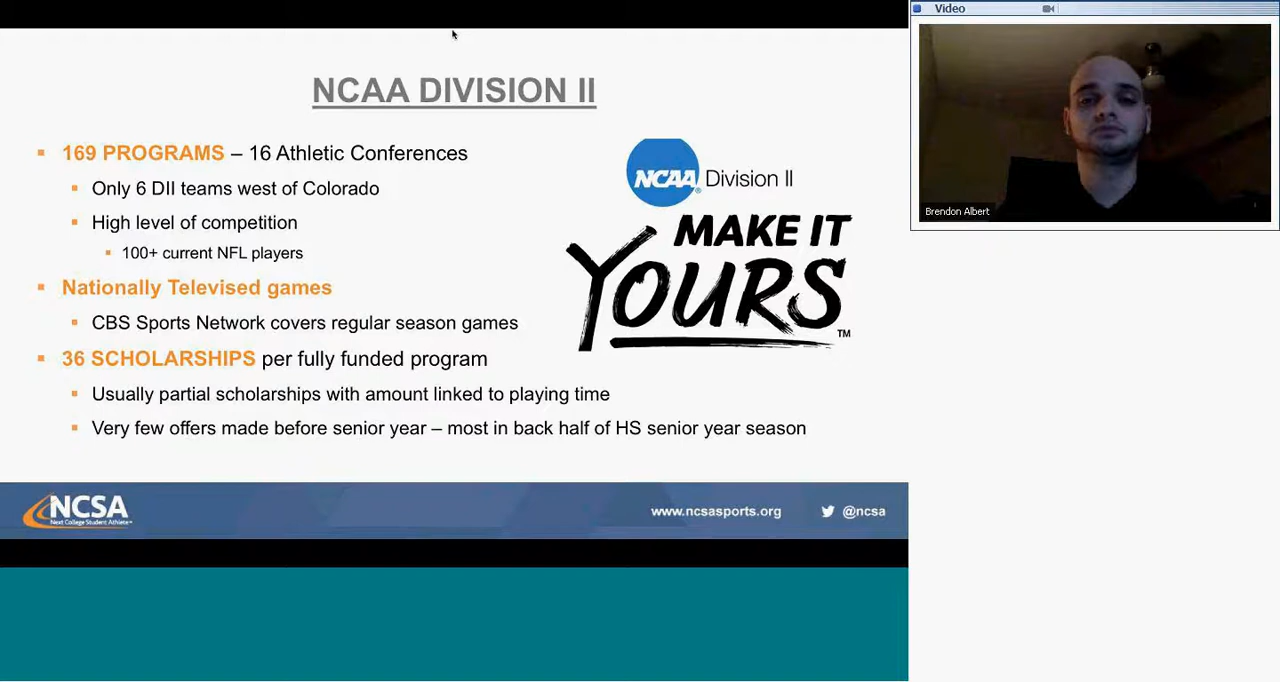 Video
NCAA DIVISION II
169 PROGRAMS – 16 Athletic Conferences
Only 6 DII teams west of Colorado
High level of competition
100+ current NFL players
Nationally Televised games
CBS Sports Network covers regular season games
36 SCHOLARSHIPS per fully funded program
Usually partial scholarships with amount linked to playing time
Very few offers made before senior year – most in back half of HS senior year season
NCAA® Division II
MAKE IT
YOURS™
Brendon Albert
NCSA
Next College Student Athlete™
www.ncsasports.org
@ncsa